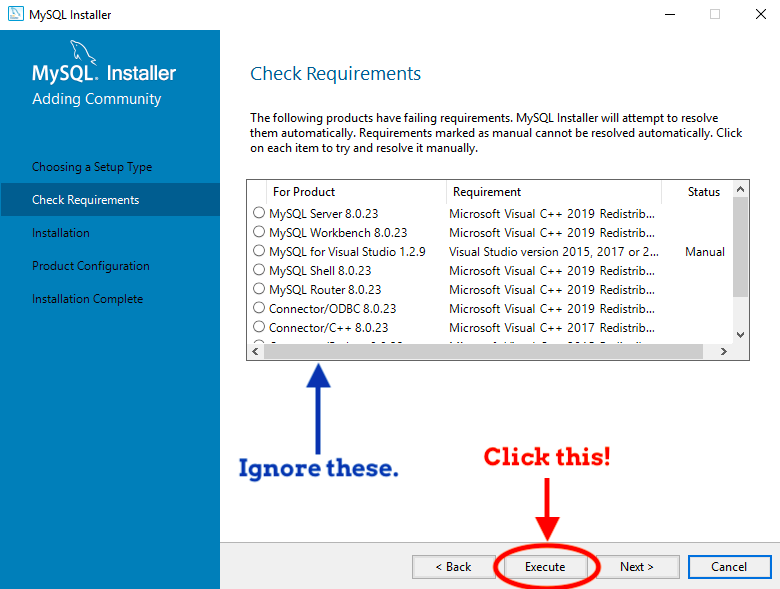 MySQL Installer
MySQL. Installer
Adding Community
Choosing a Setup Type
Check Requirements
Installation
Product Configuration
Installation Complete
Check Requirements
The following products have failing requirements. MySQL Installer will attempt to resolve
them automatically. Requirements marked as manual cannot be resolved automatically. Click
on each item to try and resolve it manually.
For Product Requirement Status
MySQL Server 8.0.23 Microsoft Visual C++ 2019 Redistrib...
MySQL Workbench 8.0.23 Microsoft Visual C++ 2019 Redistrib...
MySQL for Visual Studio 1.2.9 Visual Studio version 2015, 2017 or 2... Manual
MySQL Shell 8.0.23 Microsoft Visual C++ 2019 Redistrib...
MySQL Router 8.0.23 Microsoft Visual C++ 2019 Redistrib...
Connector/ODBC 8.0.23 Microsoft Visual C++ 2019 Redistrib...
Connector/C++ 8.0.23 Microsoft Visual C++ 2017 Redistrib...
Ignore these.
Click this!
< Back Execute Next > Cancel